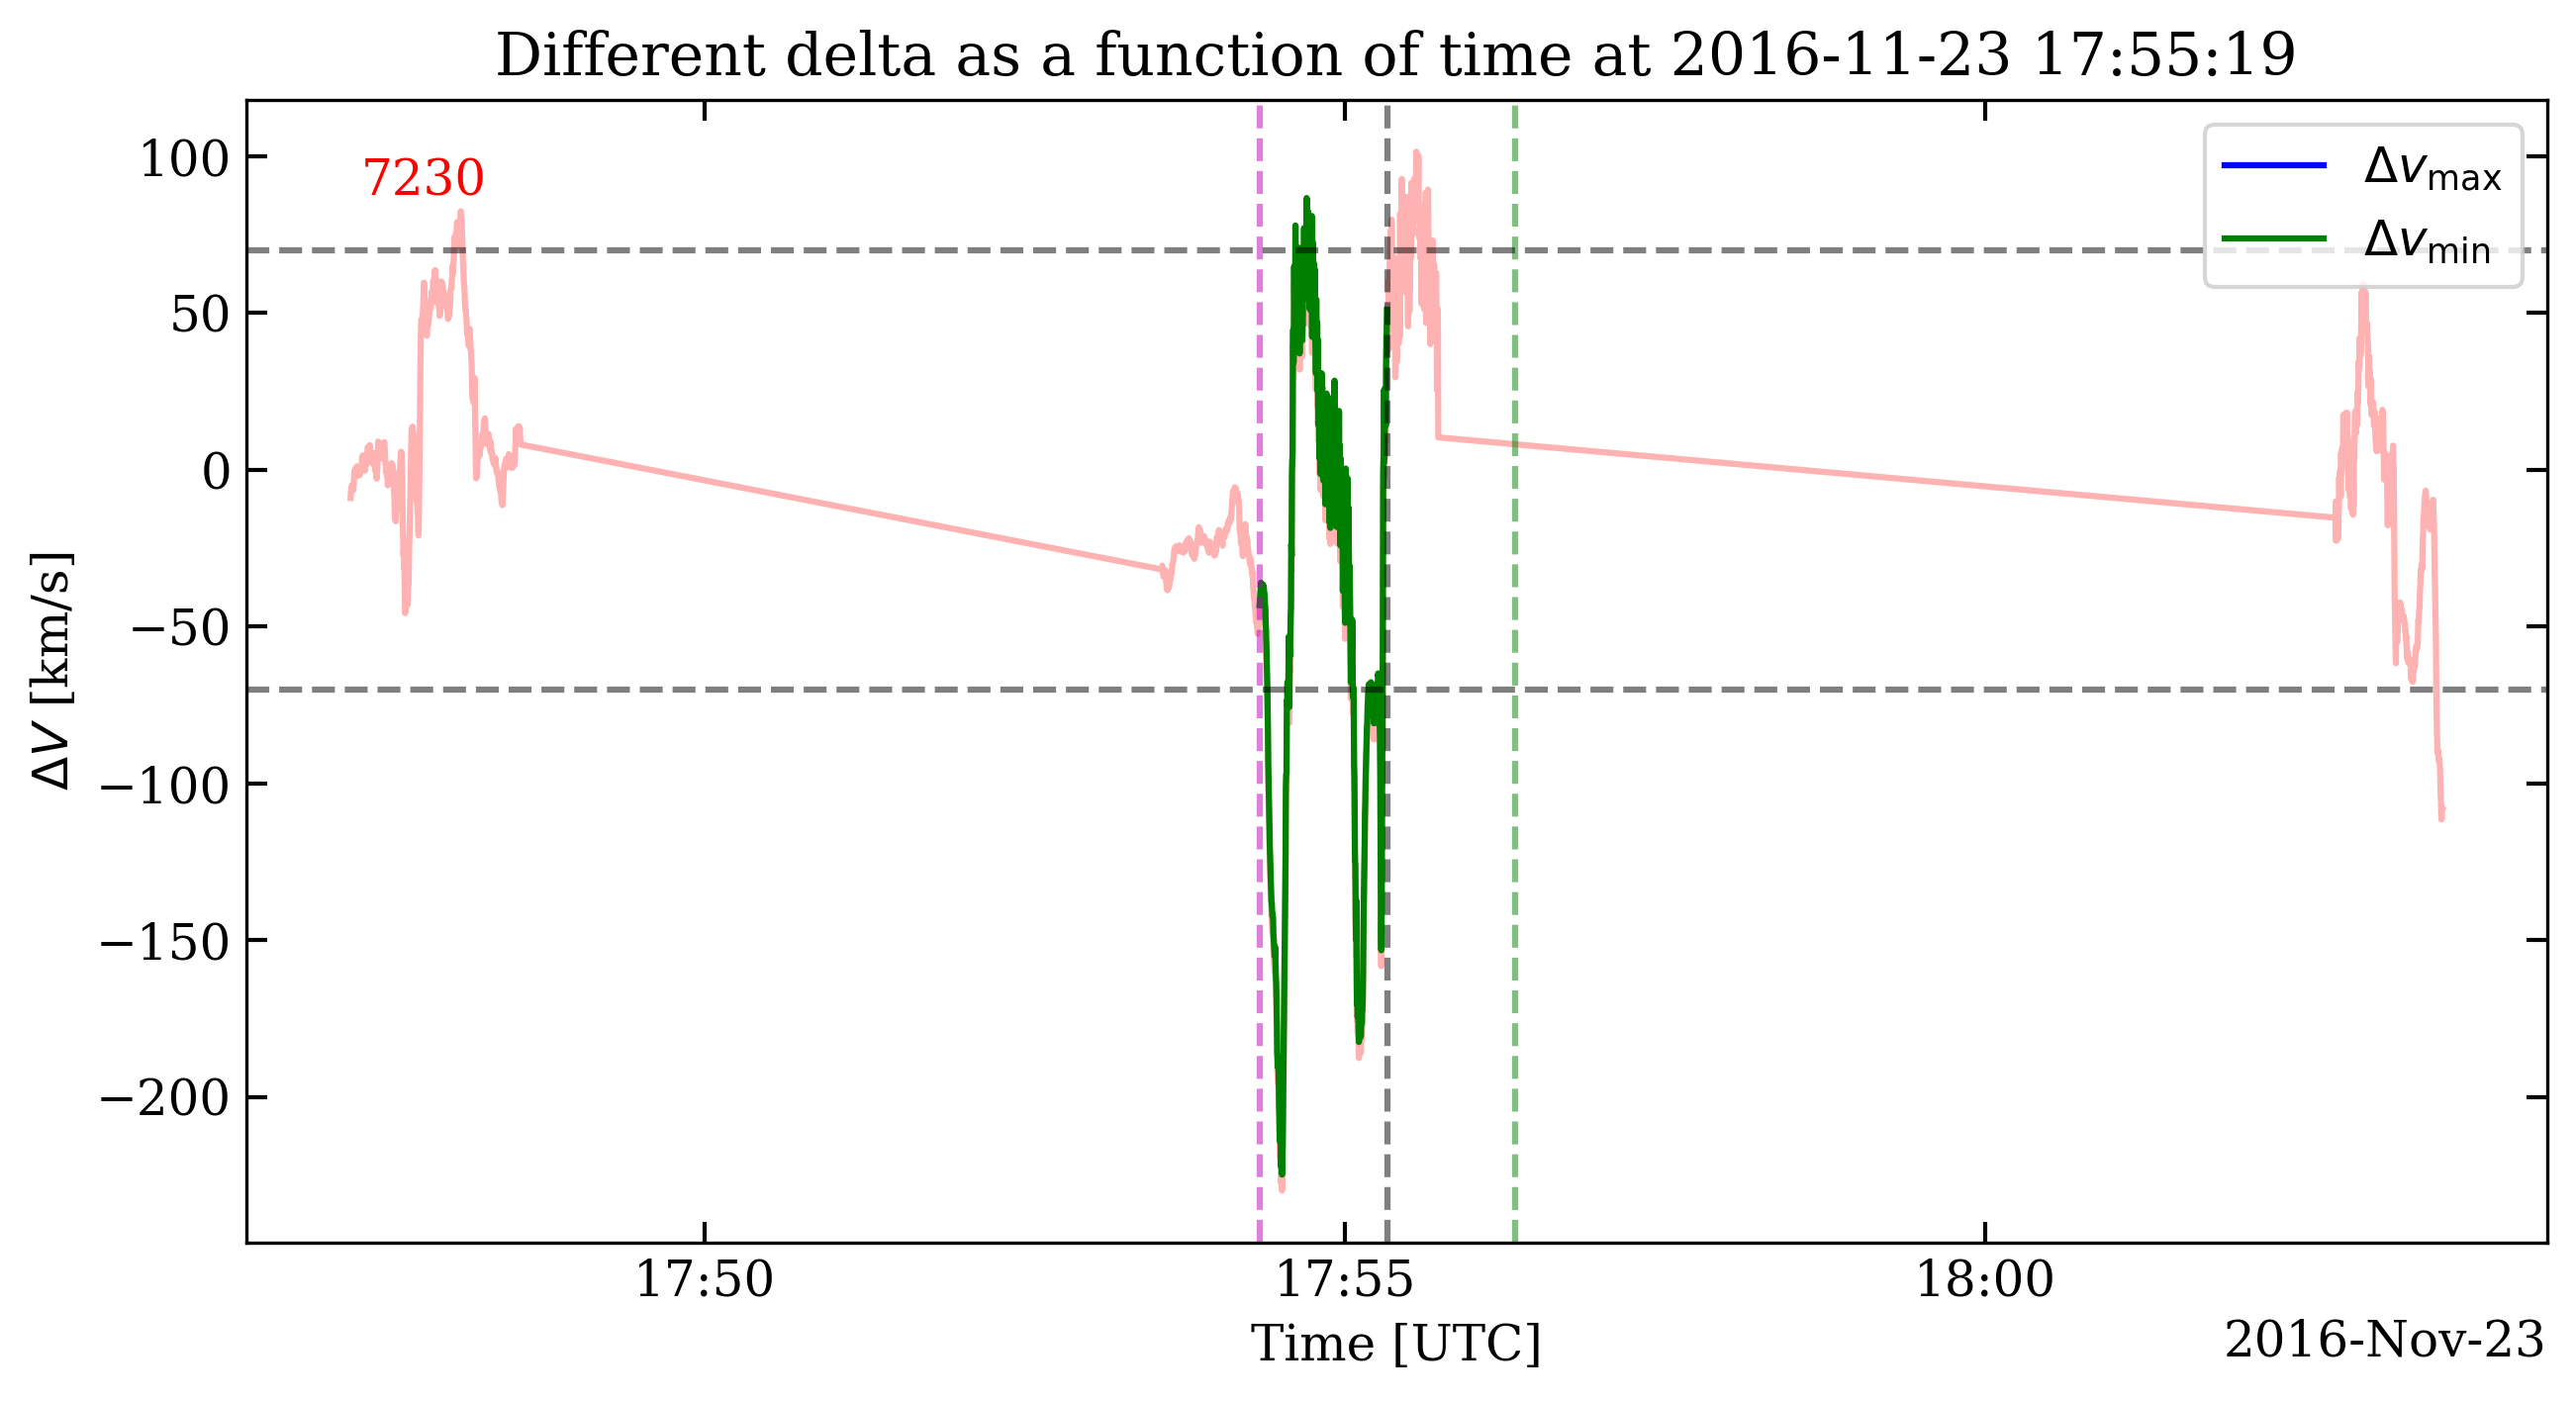 Different delta as a function of time at 2016-11-23 17:55:19
7230
Δv_max
Δv_min
100
50
0
−50
−100
−150
−200
ΔV [km/s]
17:50
17:55
18:00
Time [UTC]
2016-Nov-23